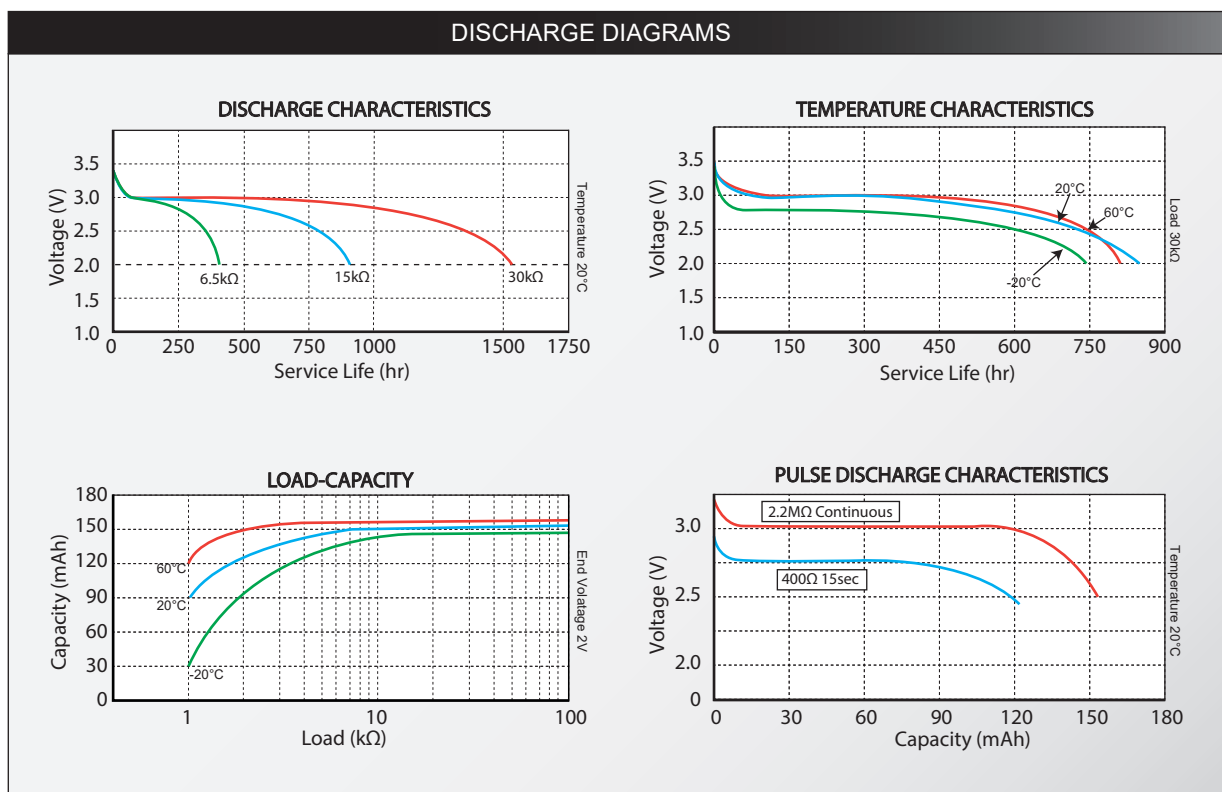 DISCHARGE DIAGRAMS
DISCHARGE CHARACTERISTICS
Voltage (V)
3.5
3.0
2.5
2.0
1.5
1.0
6.5kΩ
15kΩ
30kΩ
0 250 500 750 1000 1500 1750
Service Life (hr)
Temperature 20°C
TEMPERATURE CHARACTERISTICS
Voltage (V)
3.5
3.0
2.5
2.0
1.5
1.0
20°C
60°C
-20°C
0 150 300 450 600 750 900
Service Life (hr)
Load 30kΩ
LOAD-CAPACITY
Capacity (mAh)
180
150
120
90
60
30
0
60°C
20°C
-20°C
1 10 100
Load (kΩ)
End Volatage 2V
PULSE DISCHARGE CHARACTERISTICS
Voltage (V)
3.0
2.5
2.0
0
2.2MΩ Continuous
400Ω 15sec
0 30 60 90 120 150 180
Capacity (mAh)
Temperature 20°C